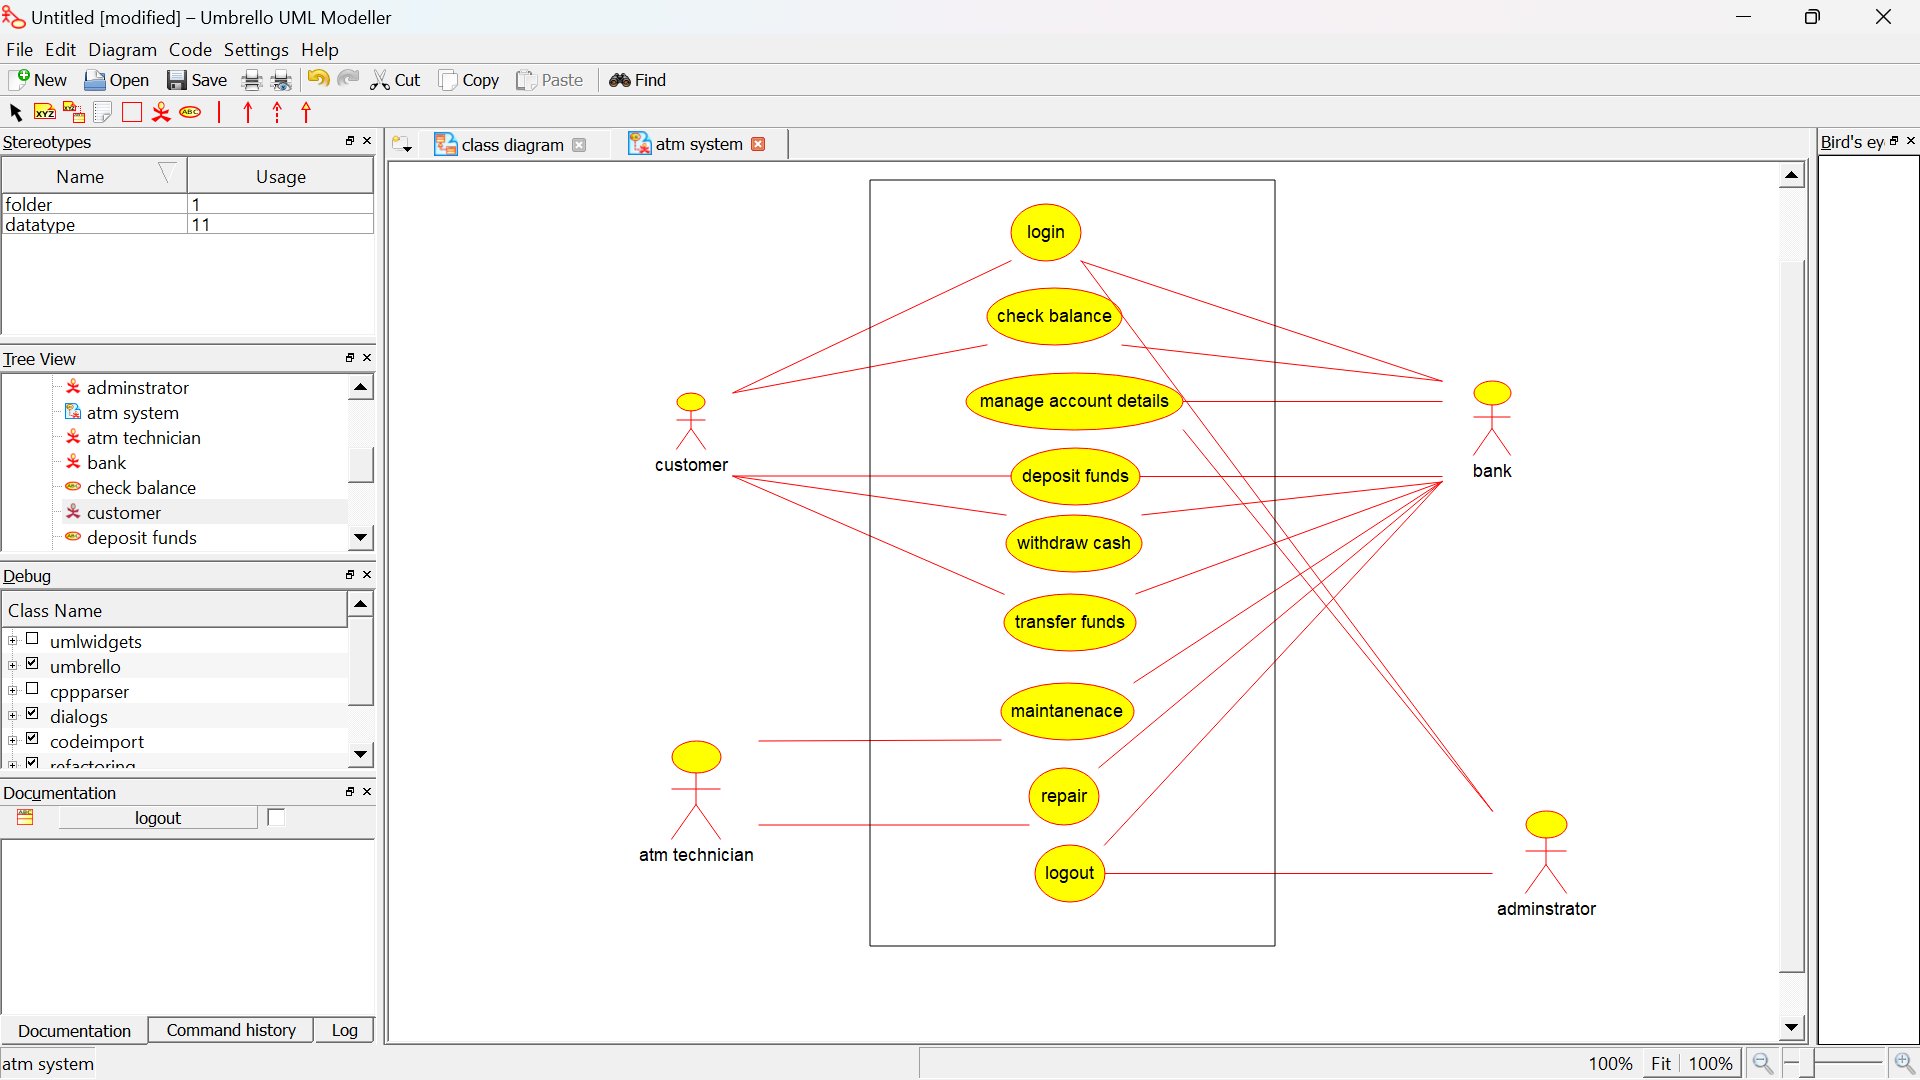 Untitled [modified] – Umbrello UML Modeller
File Edit Diagram Code Settings Help
New Open Save Cut Copy Paste Find
XYZ XYZ ABC
Stereotypes
Name Usage
folder 1
datatype 11
Tree View
adminstrator
atm system
atm technician
bank
check balance
customer
deposit funds
Debug
Class Name
umlwidgets
umbrello
cppparser
dialogs
codeimport
refactoring
Documentation
ABC logout
Documentation Command history Log
atm system
class diagram atm system
login
check balance
manage account details
deposit funds
withdraw cash
transfer funds
maintanenace
repair
logout
customer
atm technician
bank
adminstrator
Bird's ey
100% Fit 100%